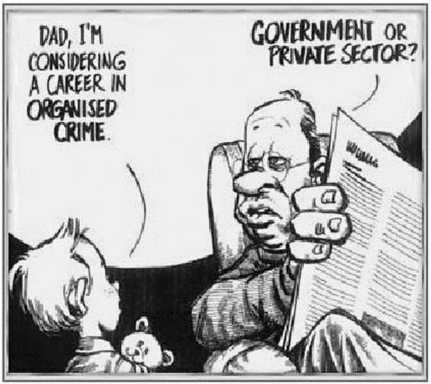 DAD, I'M
CONSIDERING
A CAREER IN
ORGANISED
CRIME.
GOVERNMENT OR
PRIVATE SECTOR?